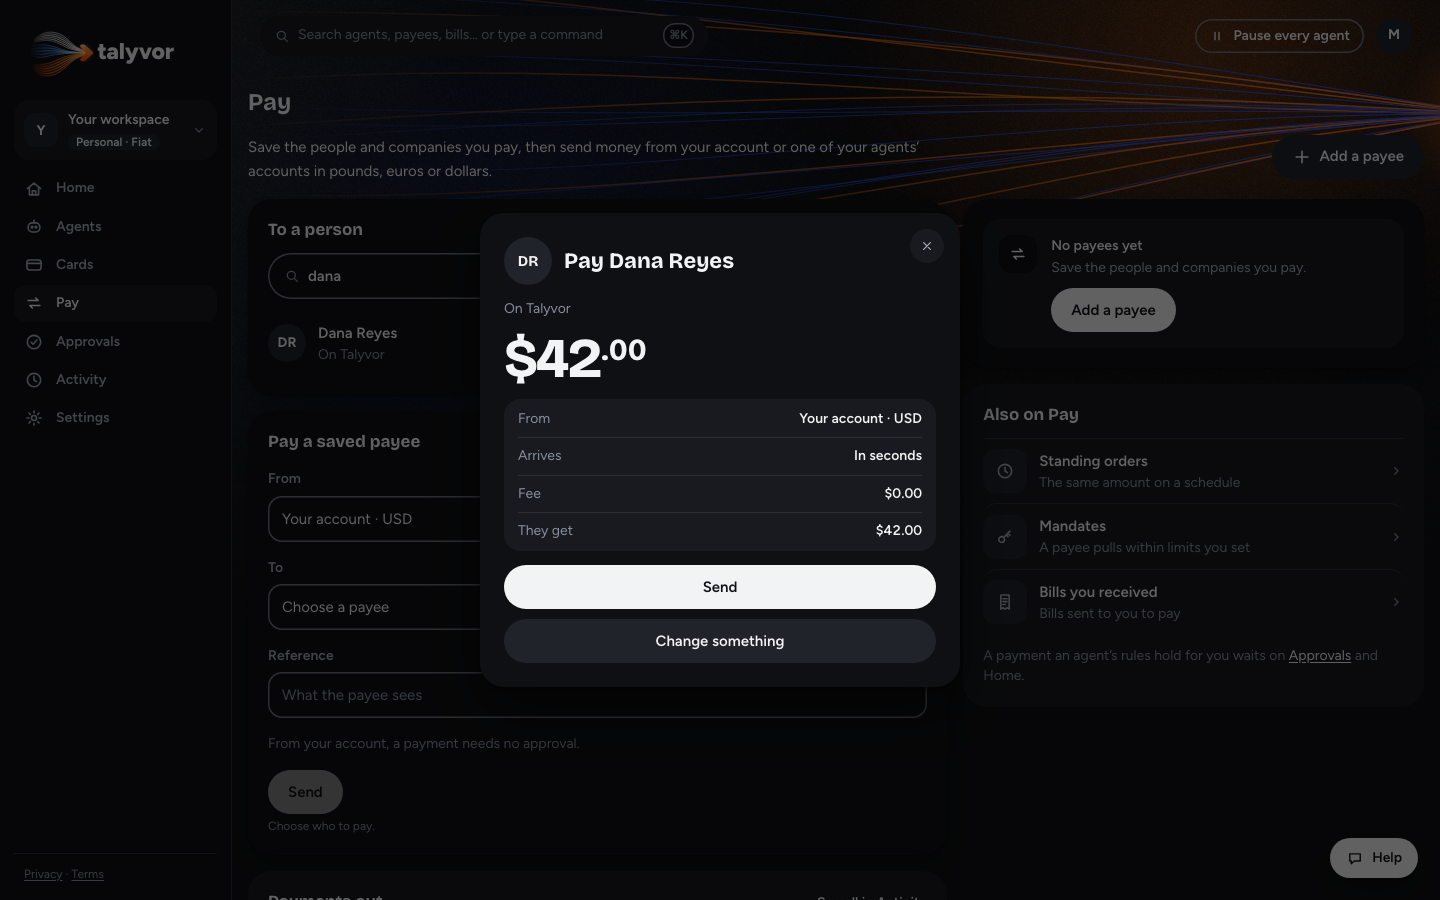 talyvor
Search agents, payees, bills... or type a command
⌘K
Pause every agent
M
Y
Your workspace
Personal · Fiat
Home
Agents
Cards
Pay
Approvals
Activity
Settings
Privacy · Terms
Pay
Save the people and companies you pay, then send money from your account or one of your agents'
accounts in pounds, euros or dollars.
Add a payee
To a person
dana
DR
Dana Reyes
On Talyvor
Pay a saved payee
From
Your account · USD
To
Choose a payee
Reference
What the payee sees
From your account, a payment needs no approval.
Send
Choose who to pay.
DR
Pay Dana Reyes
On Talyvor
$42.00
From
Your account · USD
Arrives
In seconds
Fee
$0.00
They get
$42.00
Send
Change something
No payees yet
Save the people and companies you pay.
Add a payee
Also on Pay
Standing orders
The same amount on a schedule
Mandates
A payee pulls within limits you set
Bills you received
Bills sent to you to pay
A payment an agent's rules hold for you waits on Approvals and
Home.
Help